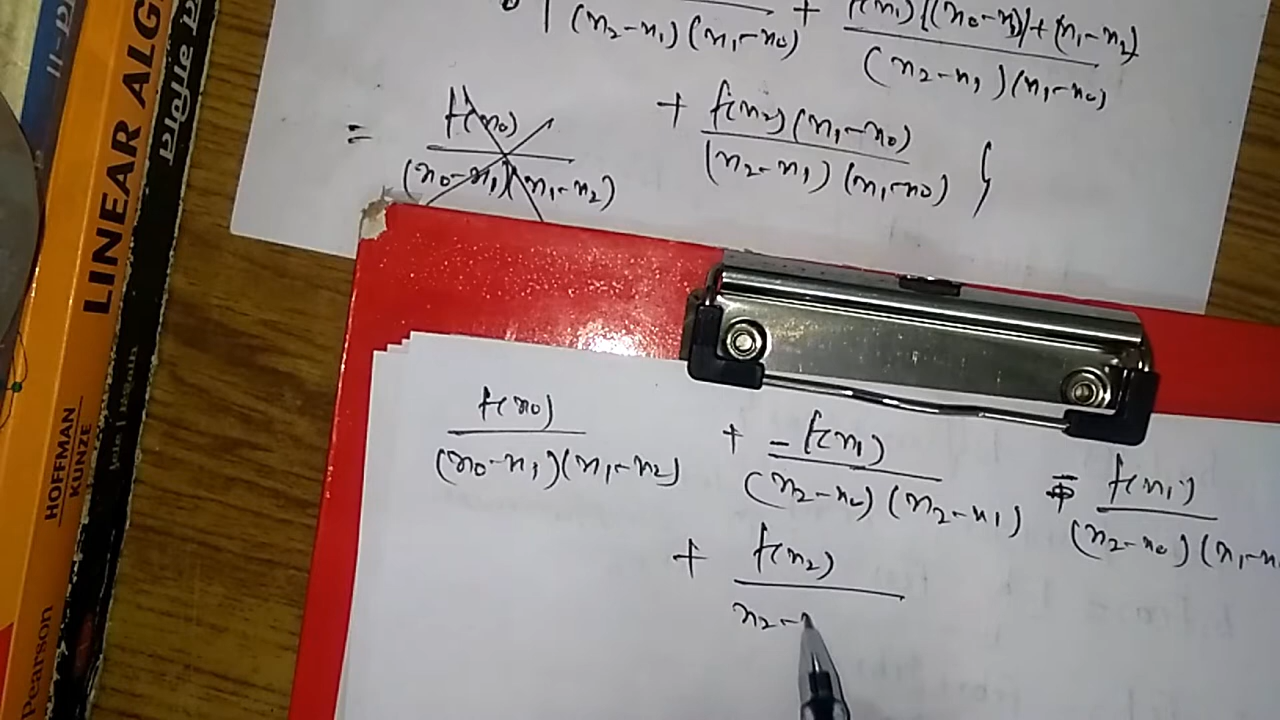 (x₂-x₁)(x₁-x₀) + f(x₁)[(x₀-x₂)+(x₁-x₂)
(x₂-x₁)(x₁-x₀)
= f(x₀) / (x₀-x₁)(x₁-x₂) + f(x₂)(x₁-x₀) / (x₂-x₁)(x₁-x₀) }
f(x₀) / (x₀-x₁)(x₁-x₂) + -f(x₁) / (x₂-x₀)(x₂-x₁) - f(x₁) / (x₂-x₀)(x₁-x
+ f(x₂) / x₂-
LINEAR ALG
HOFFMAN
KUNZE
Pearson